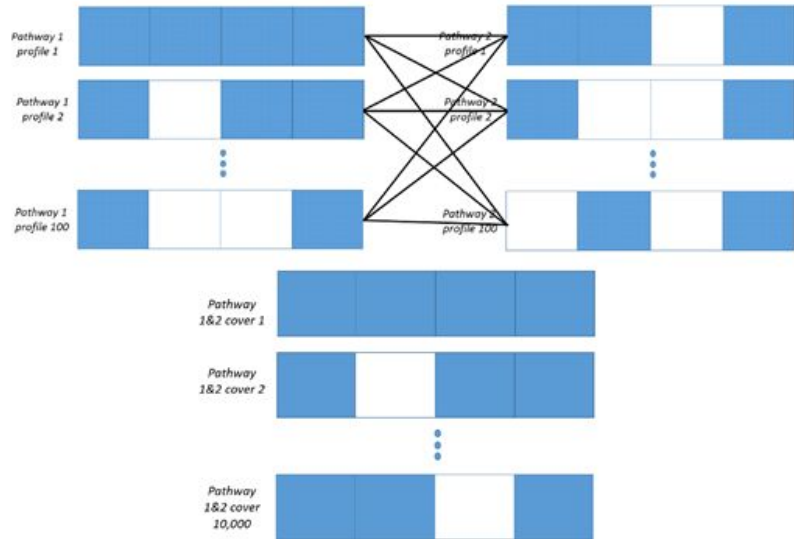 Pathway 1
profile 1
Pathway 2
profile 1
Pathway 1
profile 2
Pathway 2
profile 2
Pathway 1
profile 100
Pathway 2
profile 100
Pathway
1&2 cover 1
Pathway
1&2 cover 2
Pathway
1&2 cover
10,000